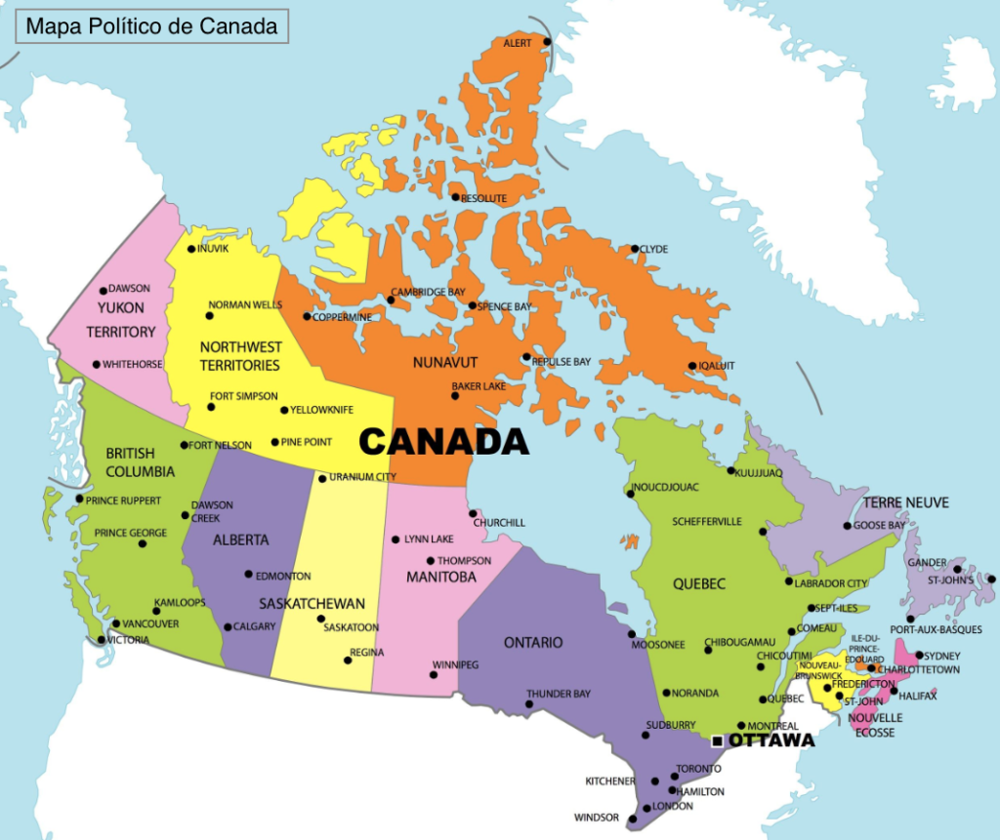 Mapa Político de Canada
ALERT
RESOLUTE
CLYDE
INUVIK
DAWSON
YUKON
TERRITORY
WHITEHORSE
NORMAN WELLS
NORTHWEST
TERRITORIES
FORT SIMPSON
YELLOWKNIFE
PINE POINT
CAMBRIDGE BAY
COPPERMINE
SPENCE BAY
NUNAVUT
REPULSE BAY
BAKER LAKE
IQALUIT
CANADA
FORT NELSON
BRITISH
COLUMBIA
PRINCE RUPPERT
DAWSON
CREEK
PRINCE GEORGE
KAMLOOPS
VANCOUVER
VICTORIA
ALBERTA
EDMONTON
CALGARY
URANIUM CITY
SASKATCHEWAN
SASKATOON
REGINA
CHURCHILL
LYNN LAKE
THOMPSON
MANITOBA
WINNIPEG
ONTARIO
THUNDER BAY
MOOSONEE
SUDBURRY
OTTAWA
TORONTO
KITCHENER
HAMILTON
LONDON
WINDSOR
INOUCDJOUAC
KUUJJUAQ
SCHEFFERVILLE
QUEBEC
LABRADOR CITY
SEPT-ILES
COMEAU
CHIBOUGAMAU
CHICOUTIMI
NORANDA
QUEBEC
MONTREAL
TERRE NEUVE
GOOSE BAY
GANDER
ST-JOHN'S
PORT-AUX-BASQUES
ILE-DU-
PRINCE-
EDOUARD
CHARLOTTETOWN
SYDNEY
NOUVEAU-
BRUNSWICK
FREDERICTON
ST-JOHN
HALIFAX
NOUVELLE
ECOSSE